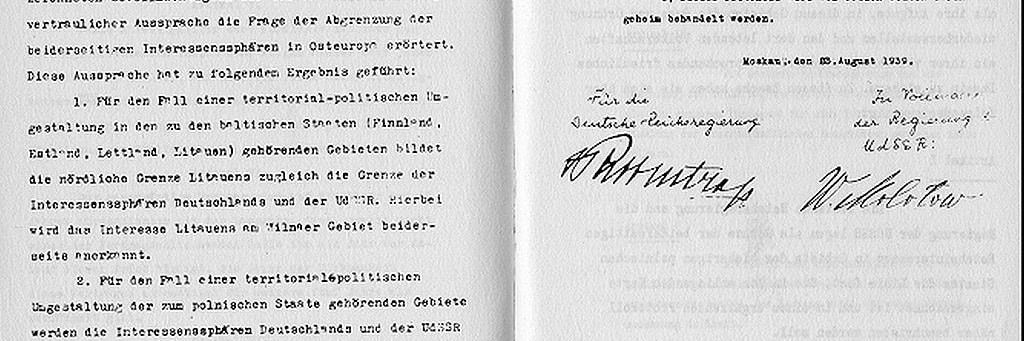 vertraulicher Aussprache die Frage der Abgrenzung der
beiderseitigen Interessensphären in Osteuropa erörtert.
Diese Aussprache hat zu folgendem Ergebnis geführt:
1. Für den Fall einer territorial-politischen Um-
gestaltung in den zu den baltischen Staaten (Finnland,
Estland, Lettland, Litauen) gehörenden Gebieten bildet
die nördliche Grenze Litauens zugleich die Grenze der
Interessensphären Deutschlands und der UdSSR. Hierbei
wird das Interesse Litauens am Wilnaer Gebiet beider-
seits anerkannt.
2. Für den Fall einer territorial-politischen
Umgestaltung der zum polnischen Staate gehörenden Gebiete
werden die Interessensphären Deutschlands und der UdSSR
geheim behandelt werden.
Moskau, den 23. August 1939.
Für die
Deutsche Reichsregierung
Ribbentrop
In Vollmacht
der Regierung
der UdSSR:
W. Molotow